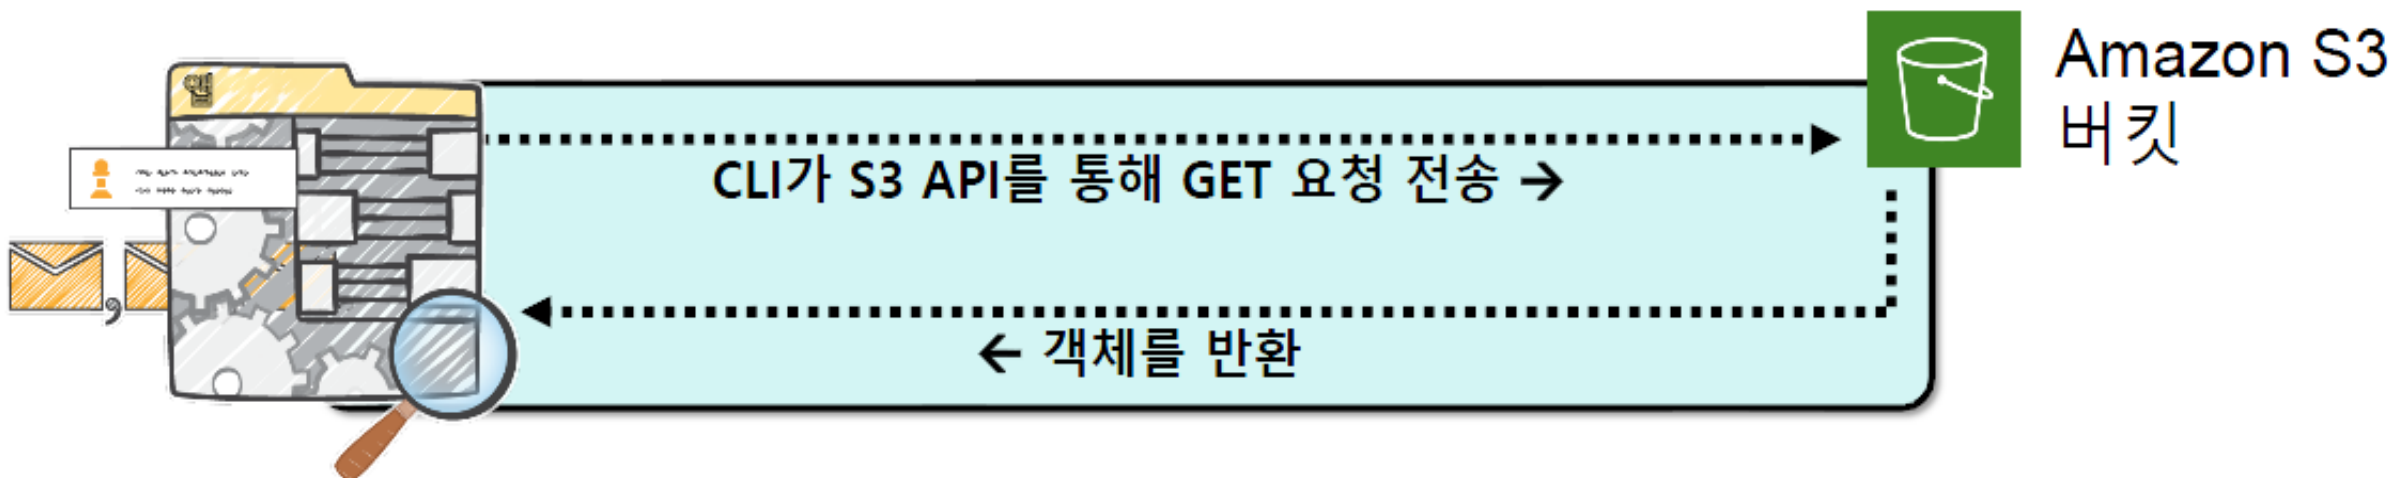 앱
Amazon S3
버킷
CLI가 S3 API를 통해 GET 요청 전송 →
← 객체를 반환